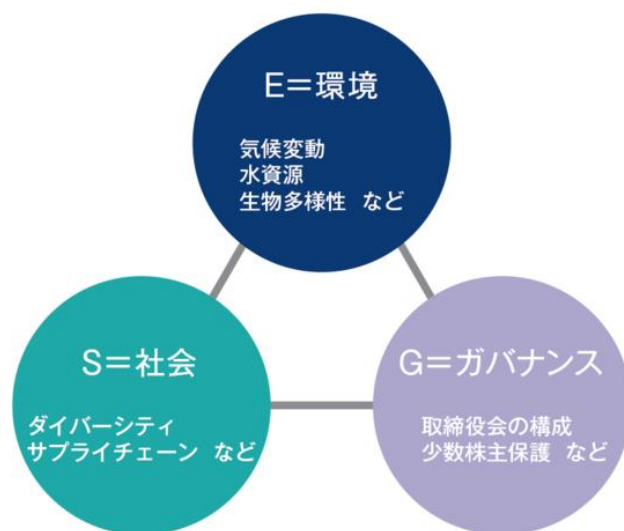 E=環境
気候変動
水資源
生物多様性 など
S=社会
ダイバーシティ
サプライチェーン など
G=ガバナンス
取締役会の構成
少数株主保護 など